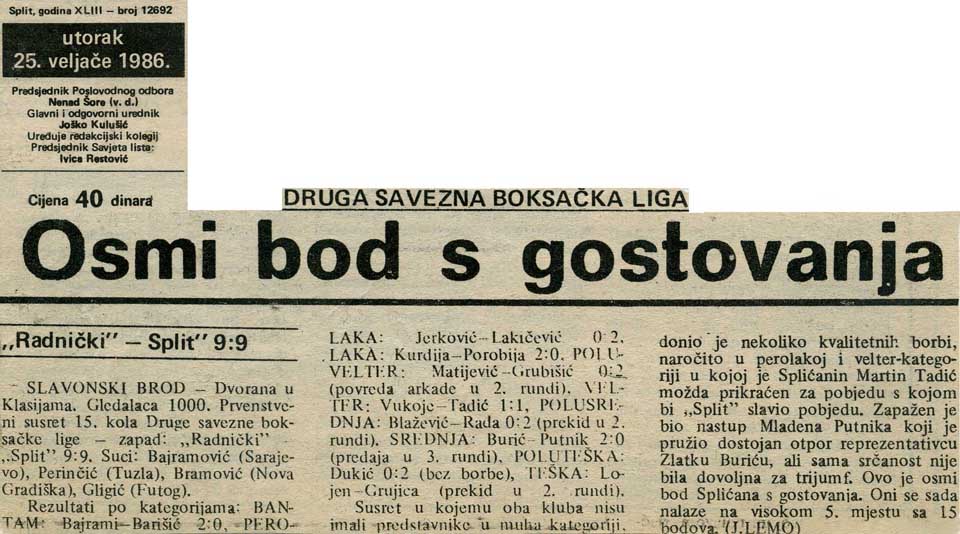 Split, godina XLIII – broj 12692
utorak
25. veljače 1986.
Predsjednik Poslovodnog odbora
Nenad Šore (v. d.)
Glavni i odgovorni urednik
Joško Kulušić
Uređuje redakcijski kolegij
Predsjednik Savjeta lista:
Ivica Restović
Cijena 40 dinara
DRUGA SAVEZNA BOKSAČKA LIGA
Osmi bod s gostovanja
„Radnički” – Split” 9:9
SLAVONSKI BROD – Dvorana u
Klasijama. Gledalaca 1000. Prvenstve-
ni susret 15. kola Druge savezne bok-
sačke lige – zapad: „Radnički” –
„Split” 9:9. Suci: Bajramović (Saraje-
vo), Perinčić (Tuzla), Bramović (Nova
Gradiška), Gligić (Futog).
Rezultati po kategorijama: BAN-
TAM: Bajrami–Barišić 2:0, PERO-
LAKA: Jerković–Lakićević 0:2,
LAKA: Kurdija–Porobija 2:0, POLU-
VELTER: Matijević–Grubišić 0:2
(povreda arkade u 2. rundi), VEL-
TER: Vukoje–Tadić 1:1, POLUSRE-
DNJA: Blažević–Rada 0:2 (prekid u 2.
rundi), SREDNJA: Burić–Putnik 2:0
(predaja u 3. rundi), POLUTEŠKA:
Dukić 0:2 (bez borbe), TEŠKA: Lo-
jen–Grujica (prekid u 2. rundi).
Susret u kojemu oba kluba nisu
imali predstavnike u muha kategoriji,
donio je nekoliko kvalitetnih borbi,
naročito u perolakoj i velter-katego-
riji u kojoj je Splićanin Martin Tadić
možda prikraćen za pobjedu s kojom
bi „Split” slavio pobjedu. Zapažen je
bio nastup Mladena Putnika koji je
pružio dostojan otpor reprezentativcu
Zlatku Buriću, ali sama srčanost nije
bila dovoljna za trijumf. Ovo je osmi
bod Splićana s gostovanja. Oni se sada
nalaze na visokom 5. mjestu sa 15
bodova. (J.LEMO)